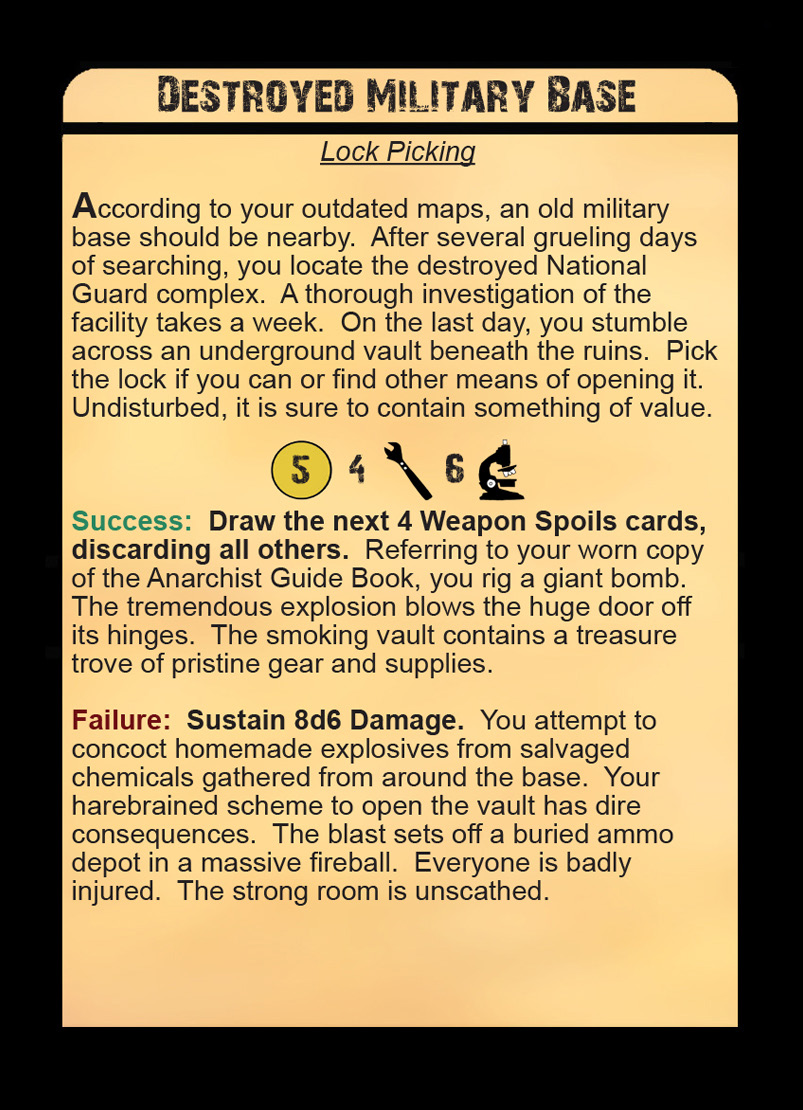 Destroyed Military Base
Lock Picking
According to your outdated maps, an old military
base should be nearby.  After several grueling days
of searching, you locate the destroyed National
Guard complex.  A thorough investigation of the
facility takes a week.  On the last day, you stumble
across an underground vault beneath the ruins.  Pick
the lock if you can or find other means of opening it.
Undisturbed, it is sure to contain something of value.
5 4 6
Success:  Draw the next 4 Weapon Spoils cards,
discarding all others.  Referring to your worn copy
of the Anarchist Guide Book, you rig a giant bomb.
The tremendous explosion blows the huge door off
its hinges.  The smoking vault contains a treasure
trove of pristine gear and supplies.
Failure:  Sustain 8d6 Damage.  You attempt to
concoct homemade explosives from salvaged
chemicals gathered from around the base.  Your
harebrained scheme to open the vault has dire
consequences.  The blast sets off a buried ammo
depot in a massive fireball.  Everyone is badly
injured.  The strong room is unscathed.